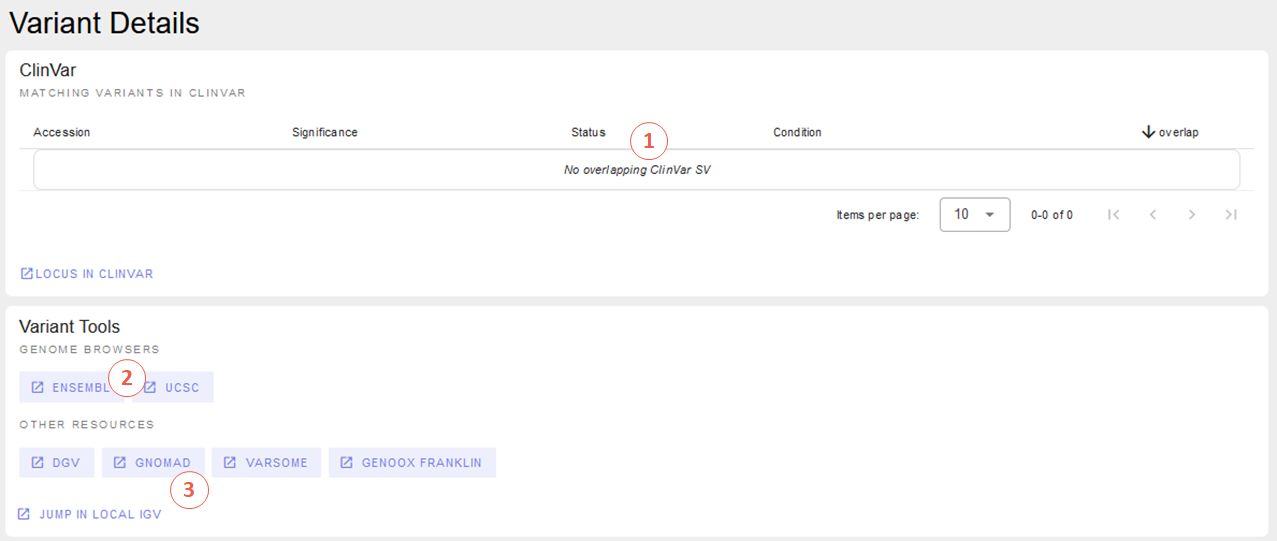 Variant Details
ClinVar
MATCHING VARIANTS IN CLINVAR
Accession Significance Status Condition overlap
1
No overlapping ClinVar SV
Items per page: 10 0-0 of 0
LOCUS IN CLINVAR
Variant Tools
GENOME BROWSERS
ENSEMBL 2 UCSC
OTHER RESOURCES
DGV GNOMAD VARSOME GENOOX FRANKLIN
3
JUMP IN LOCAL IGV